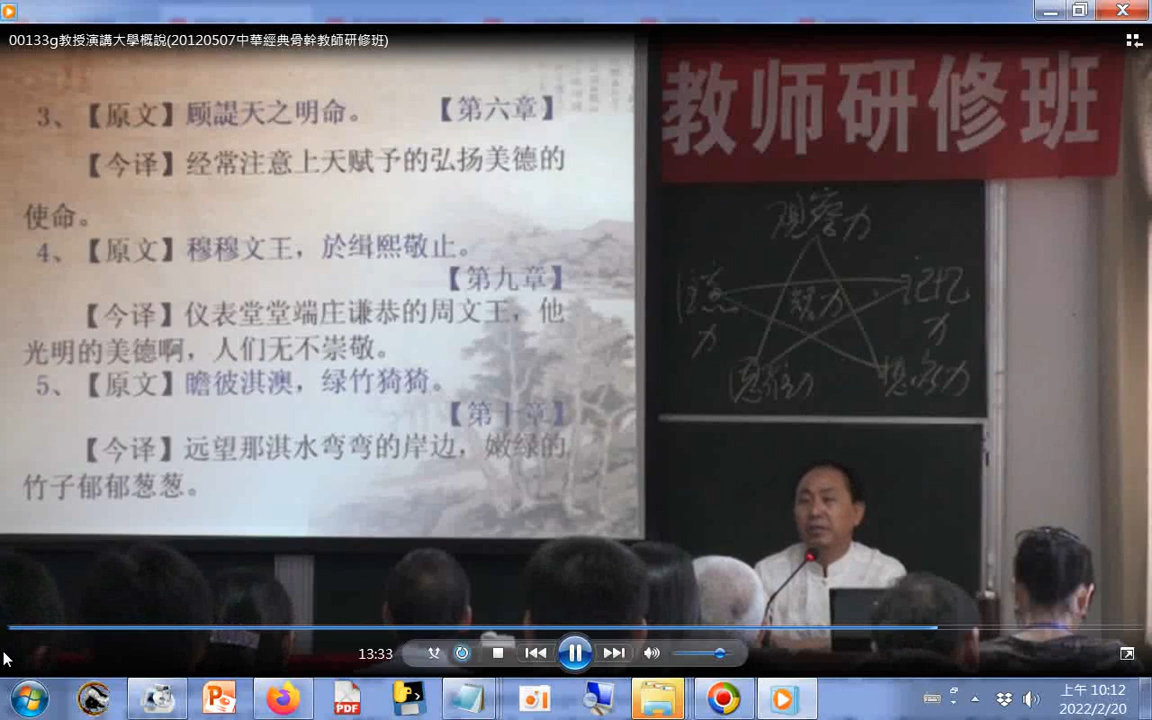 00133g教授演講大學概說(20120507中華經典骨幹教師研修班)
3、【原文】顾諟天之明命。 【第六章】
【今译】经常注意上天赋予的弘扬美德的
使命。
4、【原文】穆穆文王，於缉熙敬止。
【第九章】
【今译】仪表堂堂端庄谦恭的周文王，他
光明的美德啊，人们无不崇敬。
5、【原文】瞻彼淇澳，绿竹猗猗。
【第十章】
【今译】远望那淇水弯弯的岸边，嫩绿的
竹子郁郁葱葱。
教师研修班
观察力
注意力
智力
记忆力
思维力
想象力
13:33
PDF
上午 10:12
2022/2/20